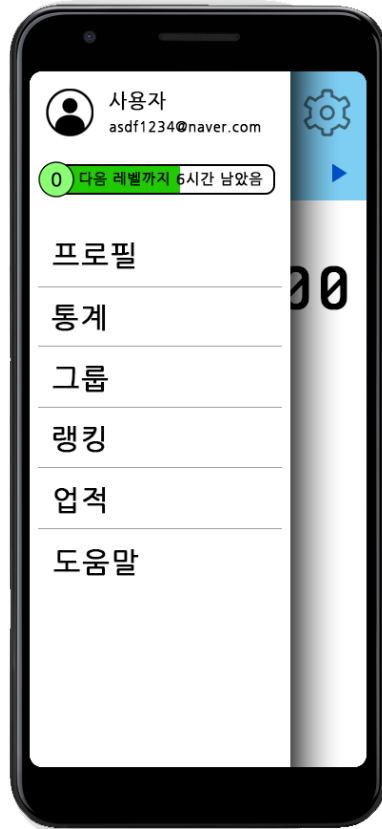 사용자
asdf1234@naver.com
0 다음 레벨까지 6시간 남았음
프로필
00
통계
그룹
랭킹
업적
도움말